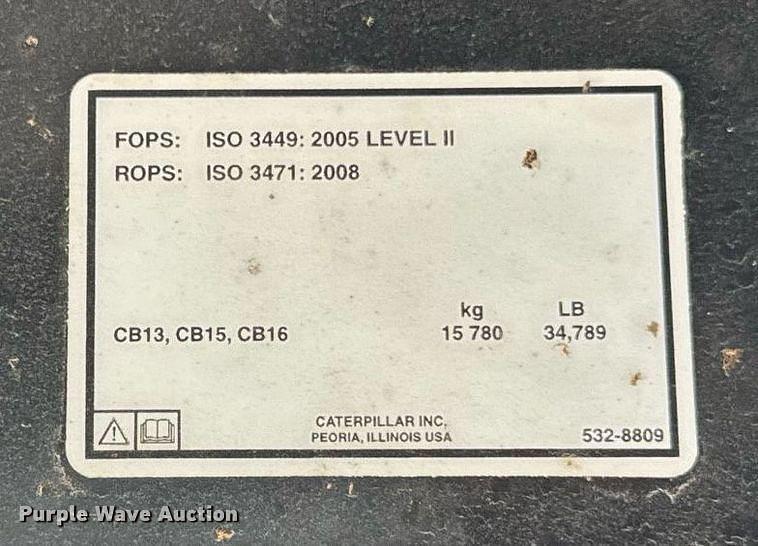 FOPS: ISO 3449: 2005 LEVEL II
ROPS: ISO 3471: 2008
kg LB
CB13, CB15, CB16 15 780 34,789
CATERPILLAR INC.
PEORIA, ILLINOIS USA
532-8809
Purple Wave Auction